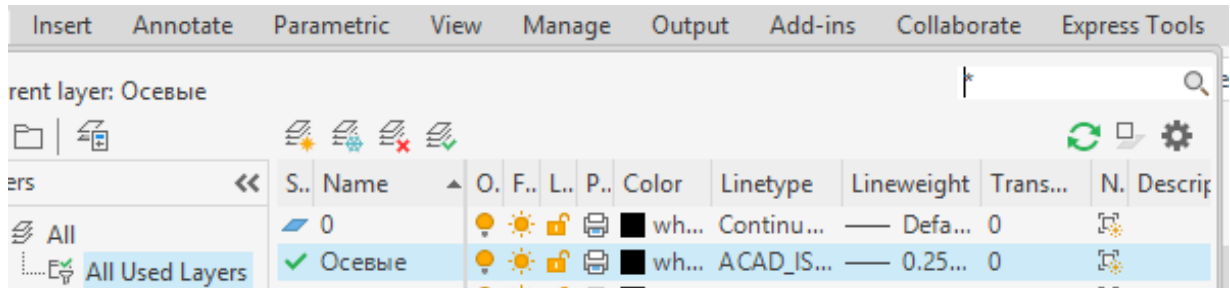 Insert Annotate Parametric View Manage Output Add-ins Collaborate Express Tools
rent layer: Осевые
*
ers << S.. Name O. F.. L.. P.. Color Linetype Lineweight Trans... N. Descrip
All 0 wh... Continu... Defa... 0
All Used Layers Осевые wh... ACAD_IS... 0.25... 0